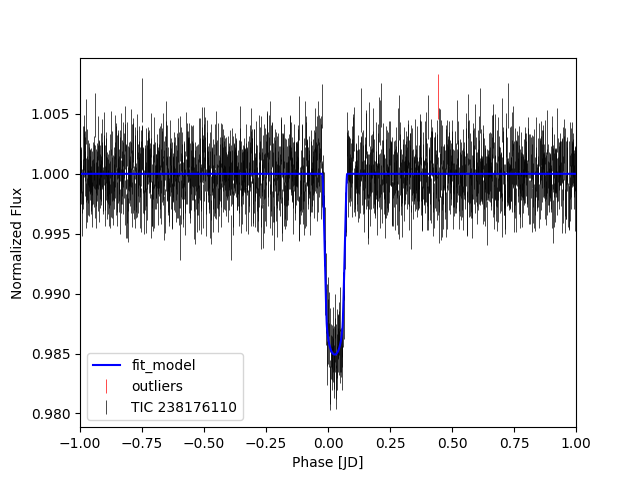 1.005
1.000
0.995
0.990
0.985
0.980
Normalized Flux
fit_model
outliers
TIC 238176110
−1.00 −0.75 −0.50 −0.25 0.00 0.25 0.50 0.75 1.00
Phase [JD]